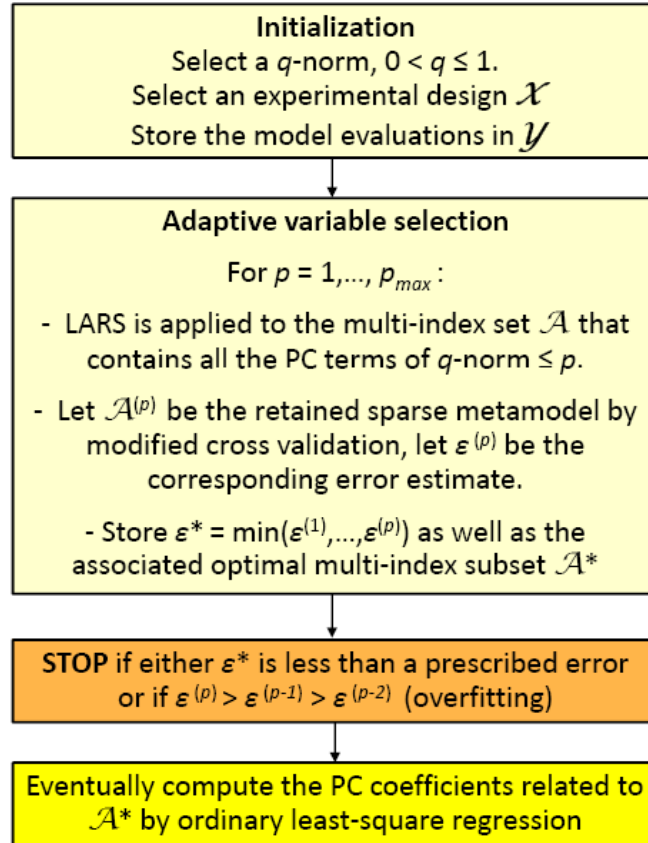 Initialization
Select a q-norm, 0 < q ≤ 1.
Select an experimental design 𝒳
Store the model evaluations in 𝒴
Adaptive variable selection
For p = 1,..., p_max :
- LARS is applied to the multi-index set 𝒜 that
contains all the PC terms of q-norm ≤ p.
- Let 𝒜^(p) be the retained sparse metamodel by
modified cross validation, let ε^(p) be the
corresponding error estimate.
- Store ε* = min(ε^(1),...,ε^(p)) as well as the
associated optimal multi-index subset 𝒜*
STOP if either ε* is less than a prescribed error
or if ε^(p) > ε^(p-1) > ε^(p-2) (overfitting)
Eventually compute the PC coefficients related to
𝒜* by ordinary least-square regression